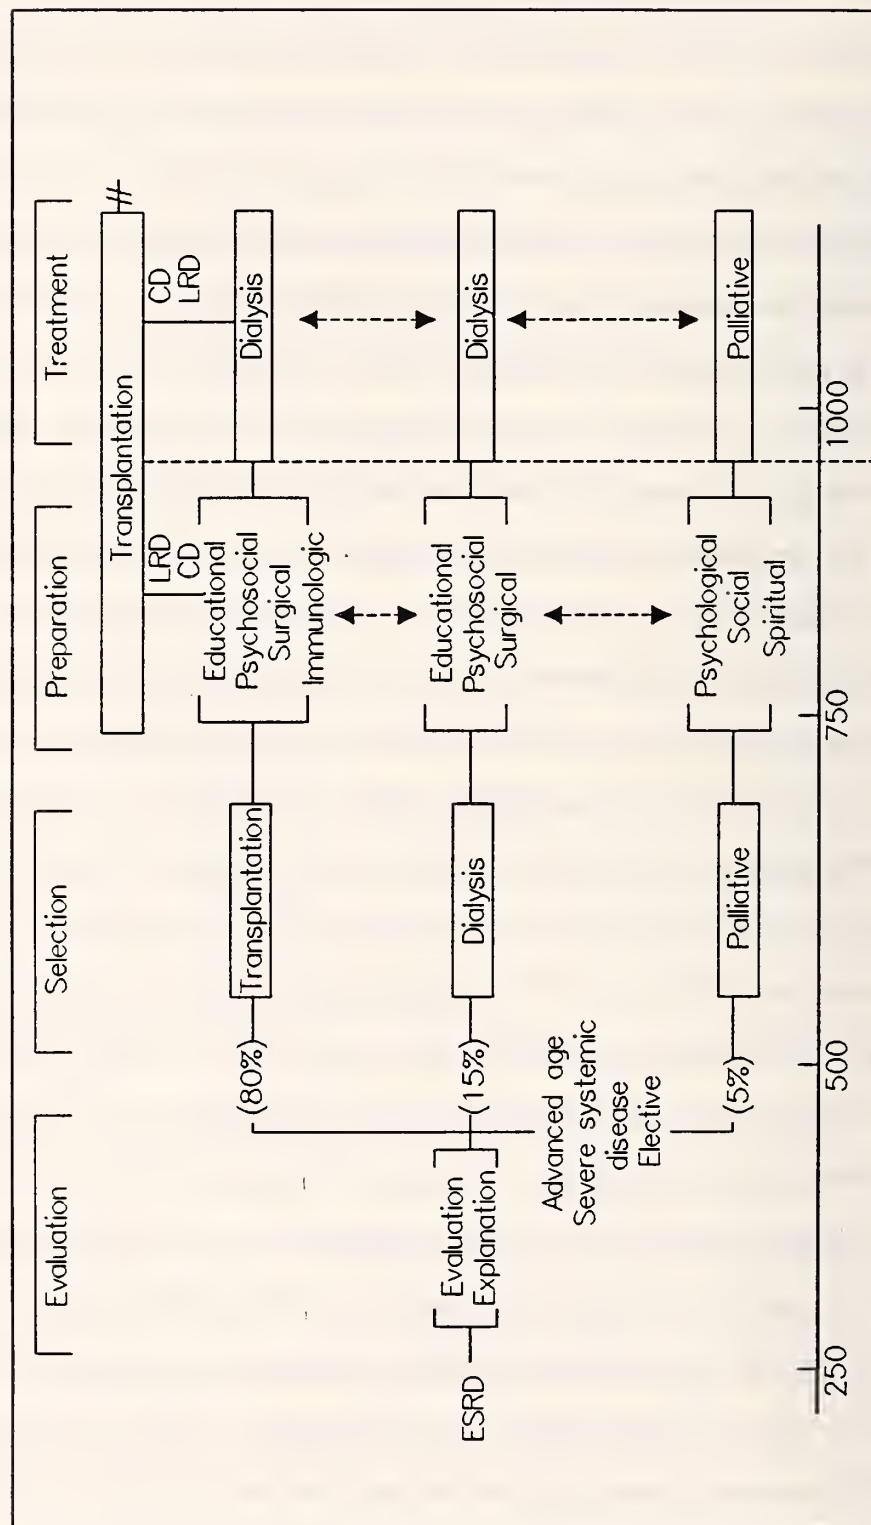 Evaluation
Selection
Preparation
Treatment
Transplantation
LRD
CD
CD
LRD
(80%)
Transplantation
Educational
Psychosocial
Surgical
Immunologic
Dialysis
ESRD
Evaluation
Explanation
(15%)
Dialysis
Educational
Psychosocial
Surgical
Dialysis
Advanced age
Severe systemic
disease
Elective
(5%)
Palliative
Psychological
Social
Spiritual
Palliative
250
500
750
1000